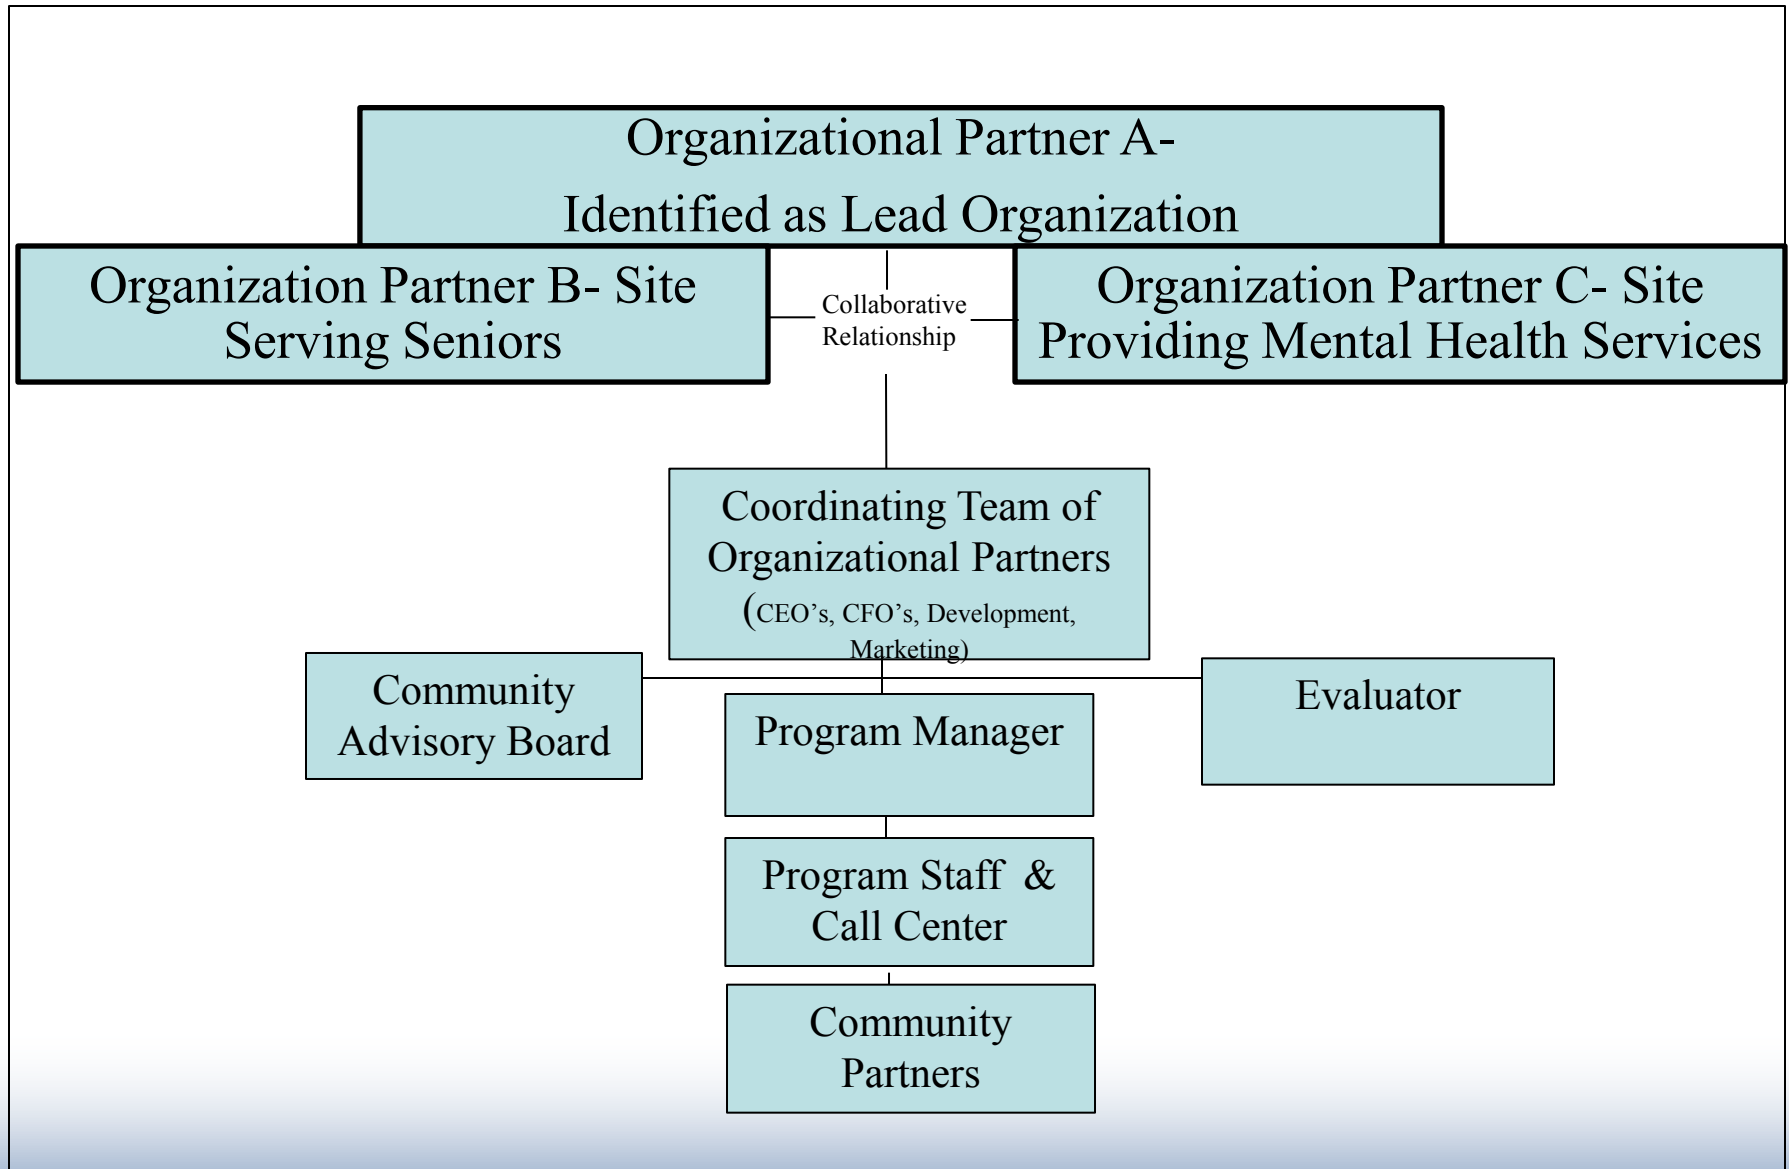 Organizational Partner A-
Identified as Lead Organization
Organization Partner B- Site
Serving Seniors
Collaborative
Relationship
Organization Partner C- Site
Providing Mental Health Services
Coordinating Team of
Organizational Partners
(CEO’s, CFO’s, Development,
Marketing)
Community
Advisory Board
Program Manager
Evaluator
Program Staff  &
Call Center
Community
Partners